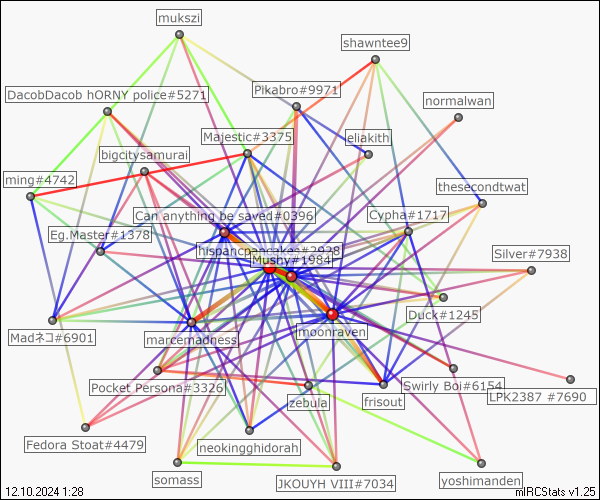 mukszi
shawntee9
Pikabro#9971
DacobDacob hORNY police#5271
normalwan
Majestic#3375
eliakith
bigcitysamurai
ming#4742
thesecondtwat
Can anything be saved#0396
Cypha#1717
Eg.Master#1378
hispancpancakes#2928
Silver#7938
Mushy#1984
Duck#1245
Madネコ#6901
marcemadness
moonraven
Pocket Persona#3326
Swirly Boi#6154
LPK2387 #7690
zebula
frisout
Fedora Stoat#4479
neokingghidorah
somass
JKOUYH VIII#7034
yoshimanden
12.10.2024 1:28
mIRCStats v1.25